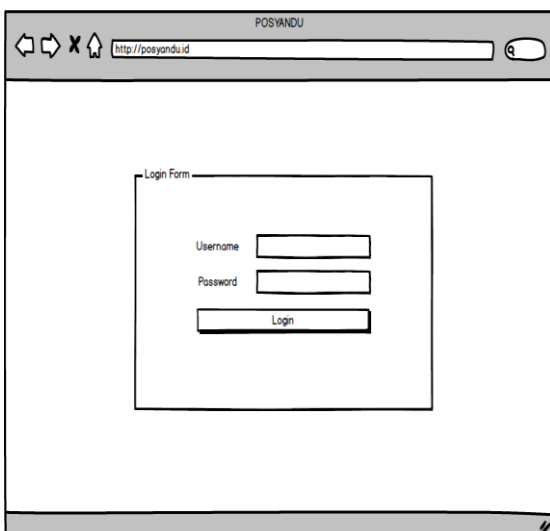 POSYANDU
http://posyandu.id
Login Form
Username
Password
Login